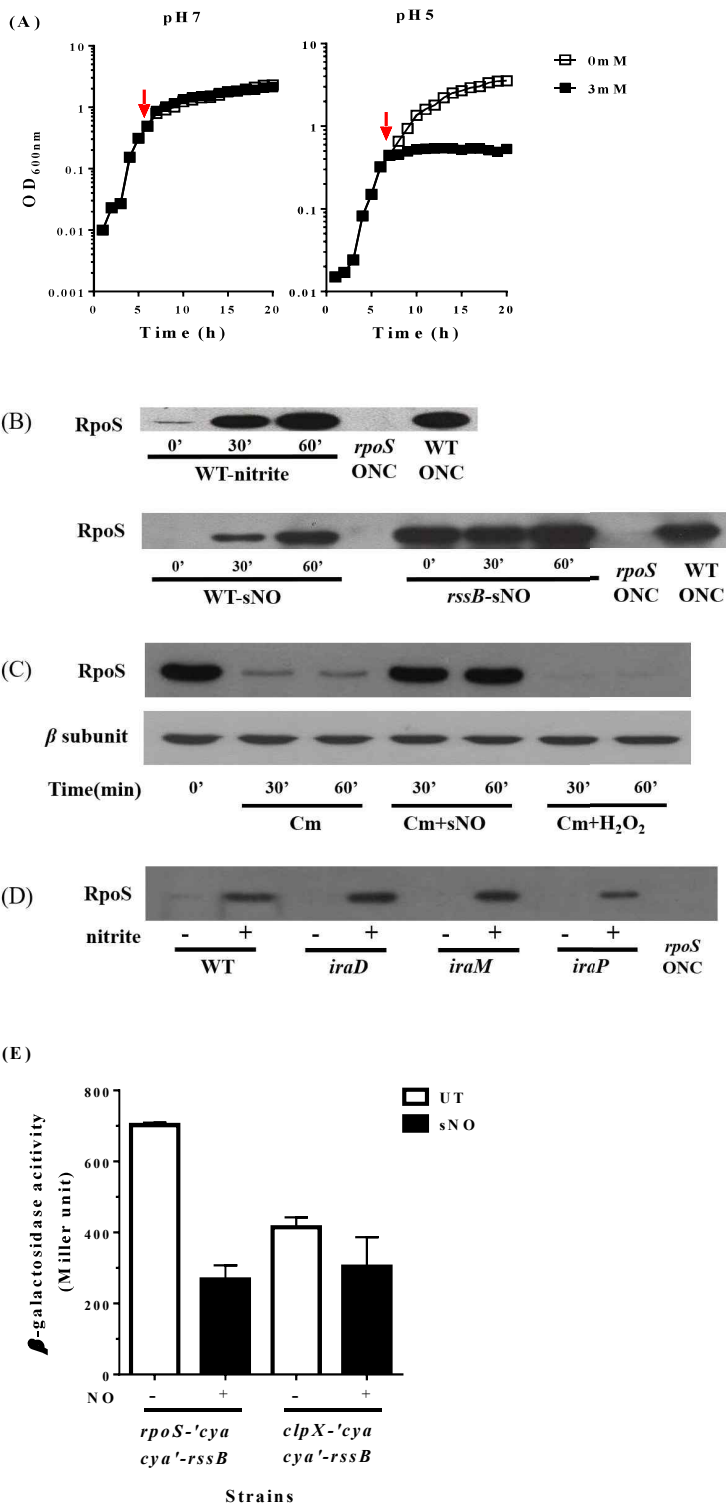 (A)
pH7
pH5
OD600nm
10
1
0.1
0.01
0.001
0 5 10 15 20
Time (h)
10
1
0.1
0.01
0 5 10 15 20
Time (h)
0mM
3mM
(B)
RpoS
0' 30' 60' rpoS WT
WT-nitrite ONC ONC
RpoS
0' 30' 60' 0' 30' 60' rpoS WT
WT-sNO rssB-sNO ONC ONC
(C)
RpoS
β subunit
Time(min) 0' 30' 60' 30' 60' 30' 60'
Cm Cm+sNO Cm+H2O2
(D)
RpoS
nitrite - + - + - + - +
WT iraD iraM iraP rpoS ONC
(E)
β-galactosidase acitivity
(Miller unit)
800
600
400
200
0
UT
sNO
NO - + - +
rpoS-'cya clpX-'cya
cya'-rssB cya'-rssB
Strains